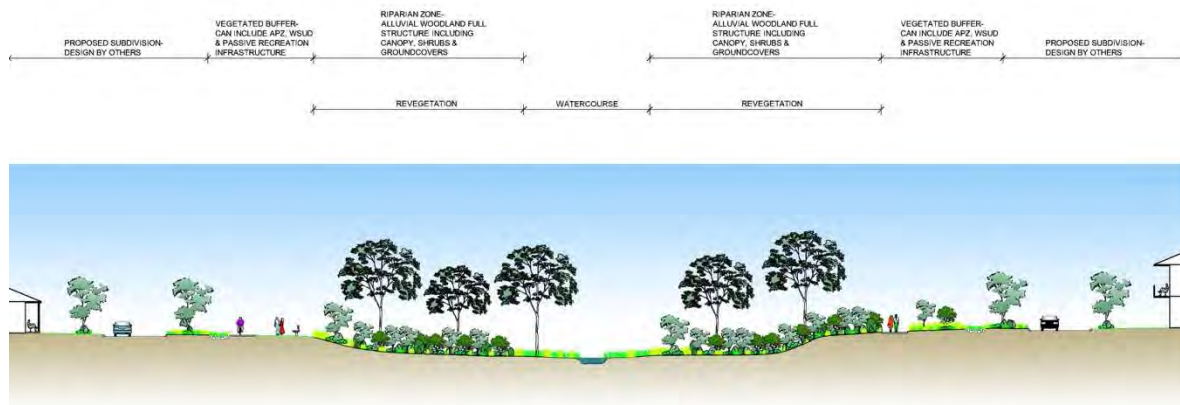 PROPOSED SUBDIVISION-
DESIGN BY OTHERS
VEGETATED BUFFER-
CAN INCLUDE APZ, WSUD
& PASSIVE RECREATION
INFRASTRUCTURE
RIPARIAN ZONE-
ALLUVIAL WOODLAND FULL
STRUCTURE INCLUDING
CANOPY, SHRUBS &
GROUNDCOVERS
RIPARIAN ZONE-
ALLUVIAL WOODLAND FULL
STRUCTURE INCLUDING
CANOPY, SHRUBS &
GROUNDCOVERS
VEGETATED BUFFER-
CAN INCLUDE APZ, WSUD
& PASSIVE RECREATION
INFRASTRUCTURE
PROPOSED SUBDIVISION-
DESIGN BY OTHERS
REVEGETATION
WATERCOURSE
REVEGETATION